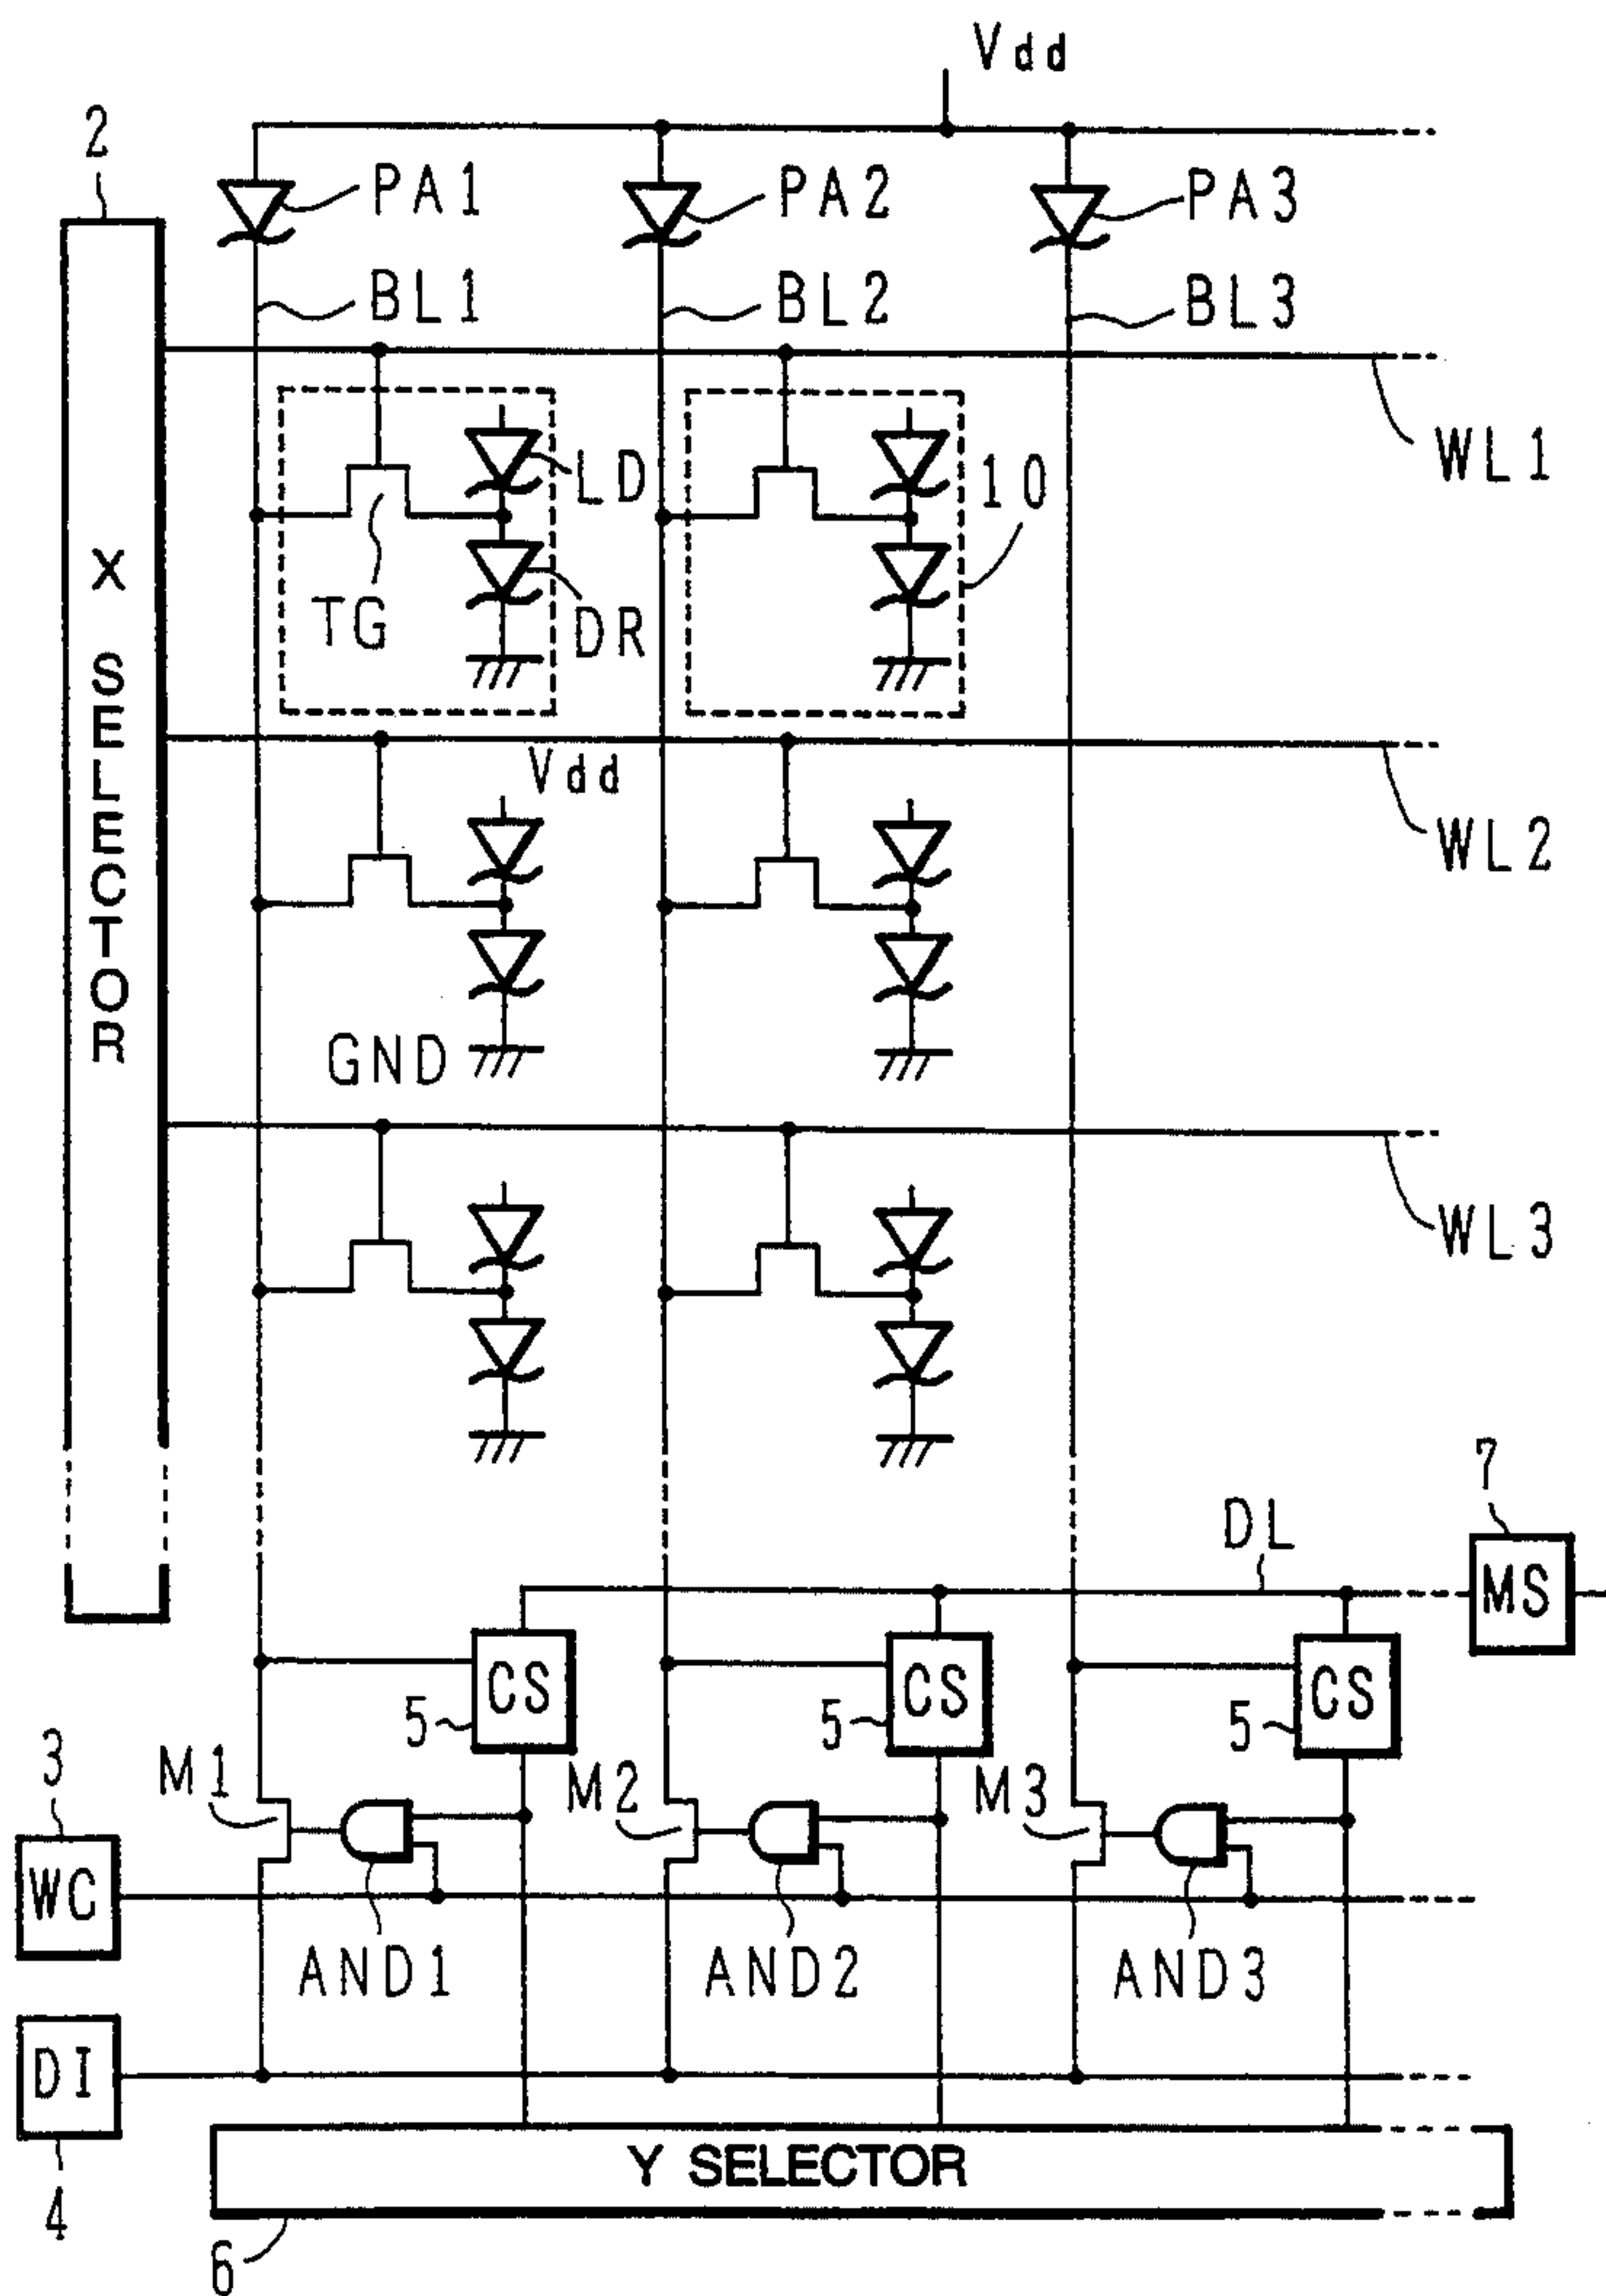 Vdd
2
PA1
PA2
PA3
BL1
BL2
BL3
WL1
LD
10
TG
DR
X SELECTOR
Vdd
WL2
GND
WL3
7
DL
MS
CS
CS
CS
5
5
5
3
M1
M2
M3
WC
AND1
AND2
AND3
DI
Y SELECTOR
4
6